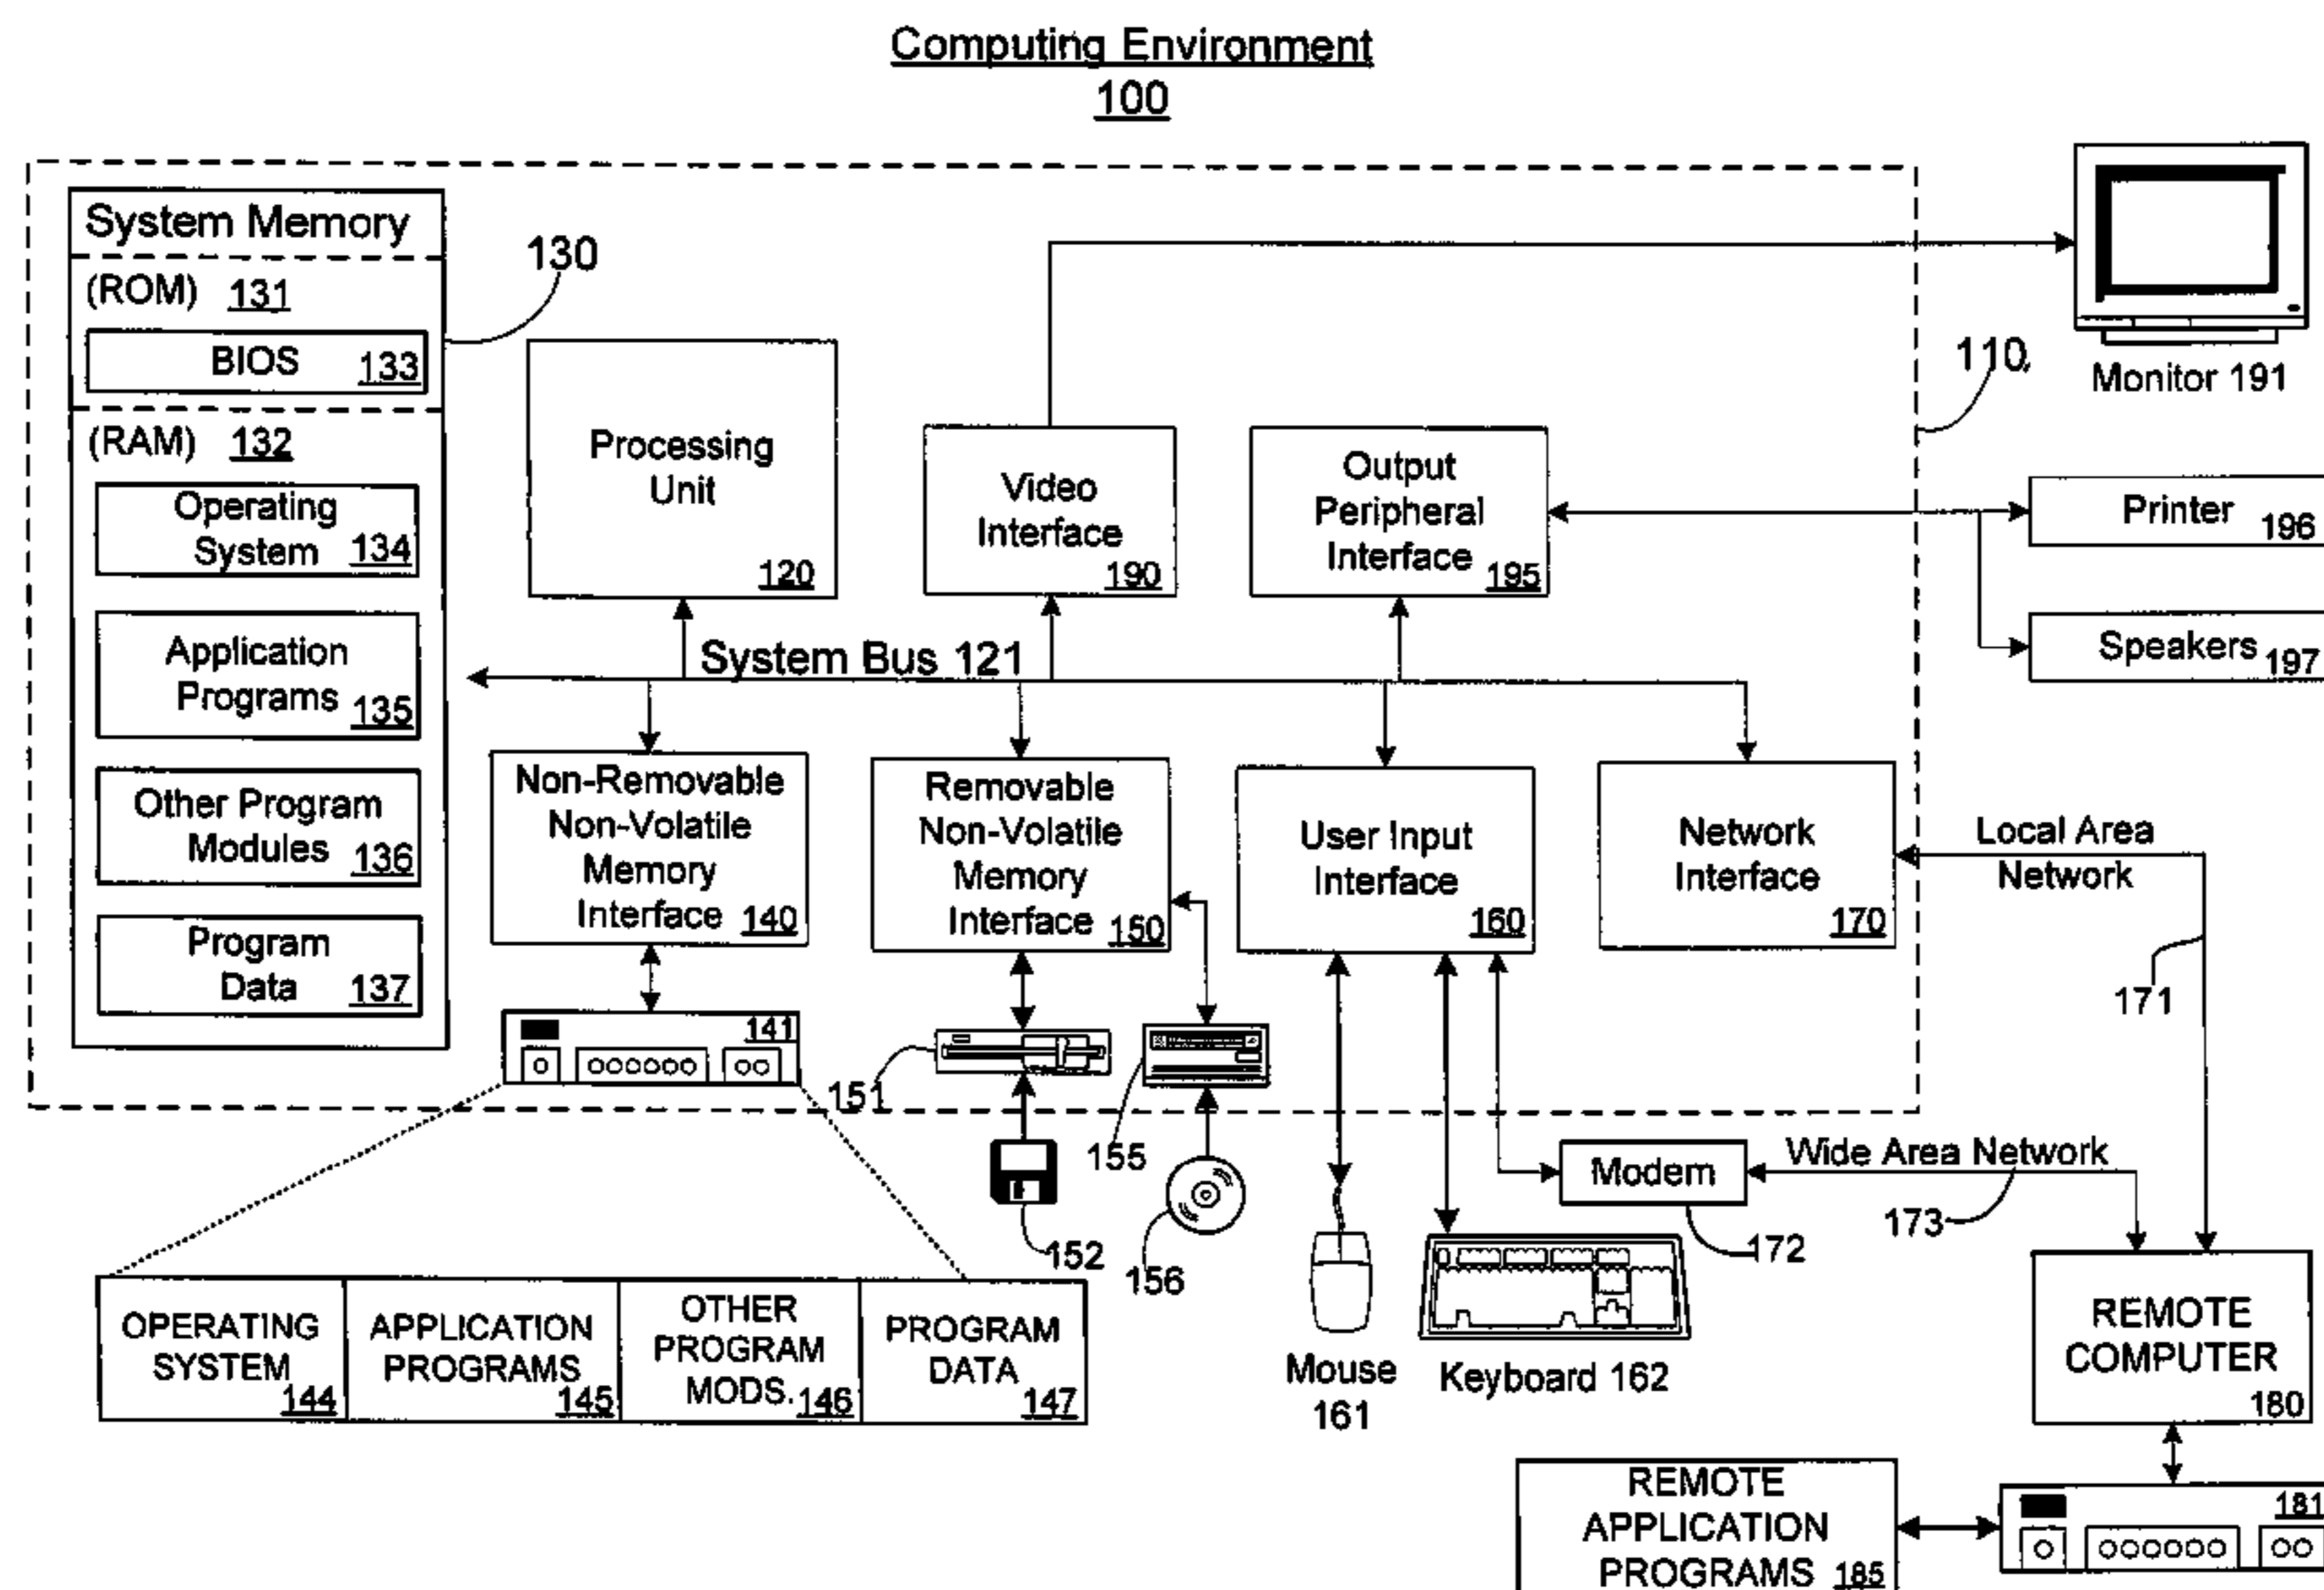 Computing Environment
100
System Memory
(ROM) 131
BIOS 133
(RAM) 132
Operating
System 134
Application
Programs 135
Other Program
Modules 136
Program
Data 137
130
Processing
Unit
120
Video
Interface
190
Output
Peripheral
Interface 195
110
Monitor 191
Printer 196
Speakers 197
System Bus 121
Non-Removable
Non-Volatile
Memory
Interface 140
Removable
Non-Volatile
Memory
Interface 150
User Input
Interface
160
Network
Interface
170
Local Area
Network
171
141
151
155
152
156
Modem
172
Wide Area Network
173
OPERATING
SYSTEM
144
APPLICATION
PROGRAMS
145
OTHER
PROGRAM
MODS. 146
PROGRAM
DATA
147
Mouse
161
Keyboard 162
REMOTE
COMPUTER
180
REMOTE
APPLICATION
PROGRAMS 185
181